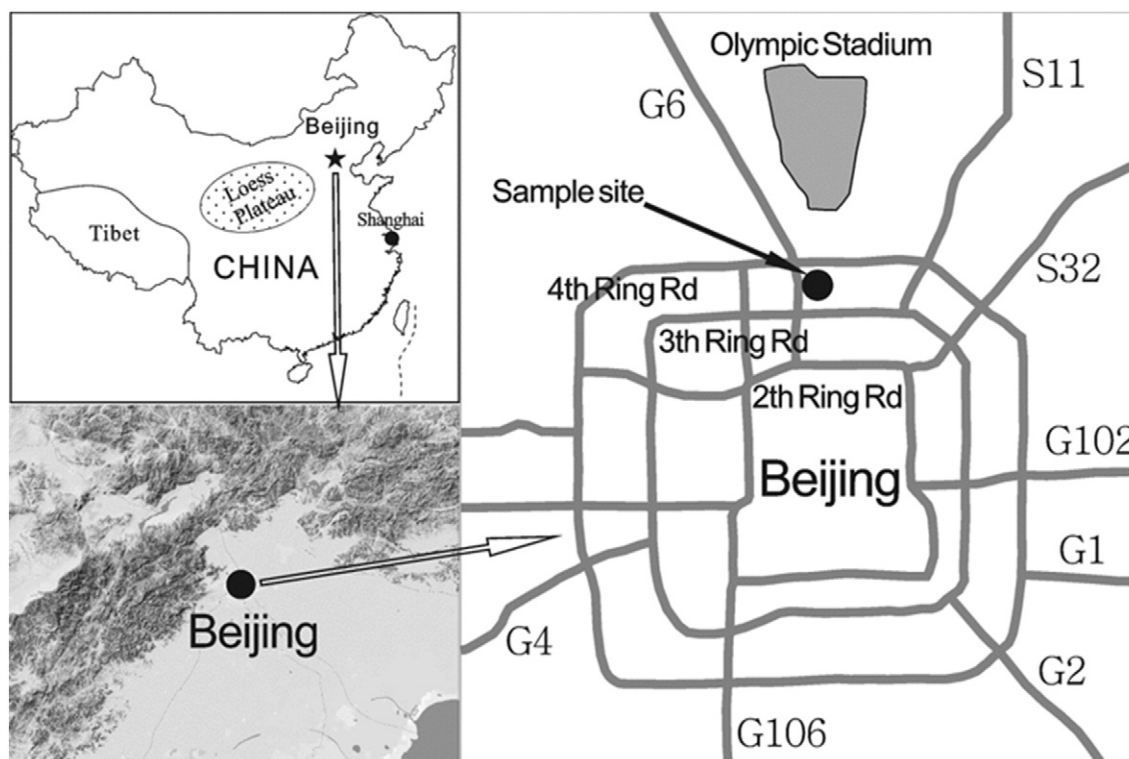 Beijing
Loess
Plateau
Shanghai
Tibet
CHINA
Beijing
Olympic Stadium
G6
S11
Sample site
S32
4th Ring Rd
3th Ring Rd
2th Ring Rd
G102
Beijing
G1
G4
G2
G106